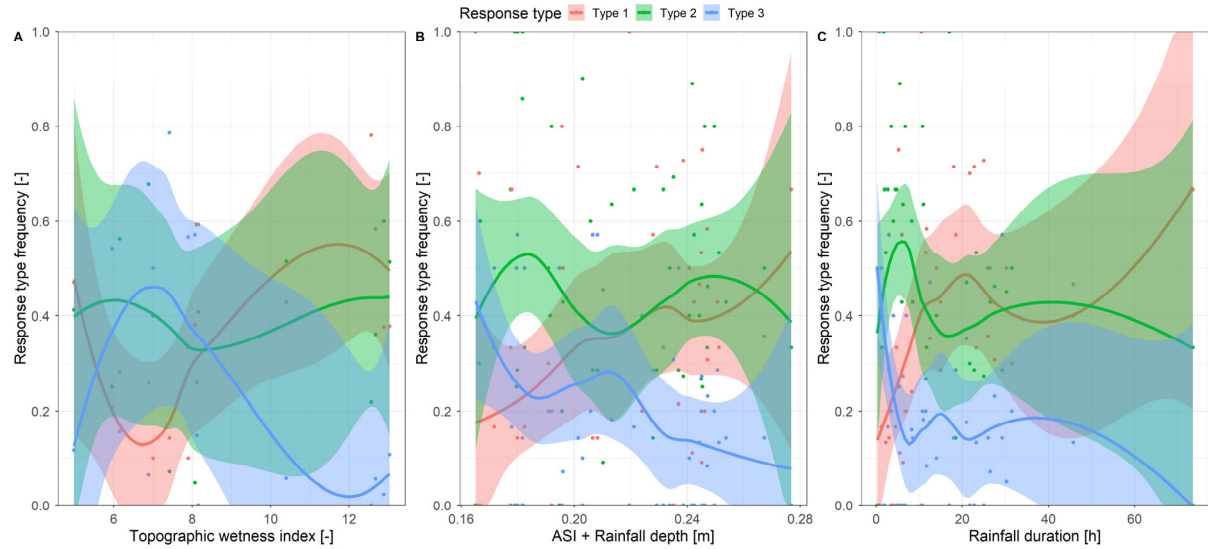 Response type Type 1 Type 2 Type 3
A
B
C
Response type frequency [-]
1.0
0.8
0.6
0.4
0.2
0.0
6 8 10 12
Topographic wetness index [-]
Response type frequency [-]
1.0
0.8
0.6
0.4
0.2
0.0
0.16 0.20 0.24 0.28
ASI + Rainfall depth [m]
Response type frequency [-]
1.0
0.8
0.6
0.4
0.2
0.0
0 20 40 60
Rainfall duration [h]